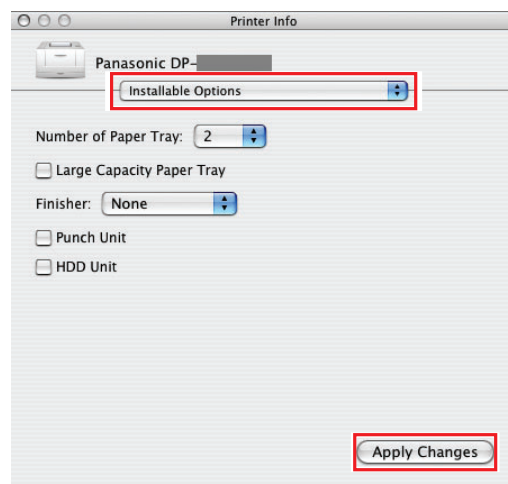 Printer Info
Panasonic DP-
Installable Options
Number of Paper Tray: 2
Large Capacity Paper Tray
Finisher: None
Punch Unit
HDD Unit
Apply Changes